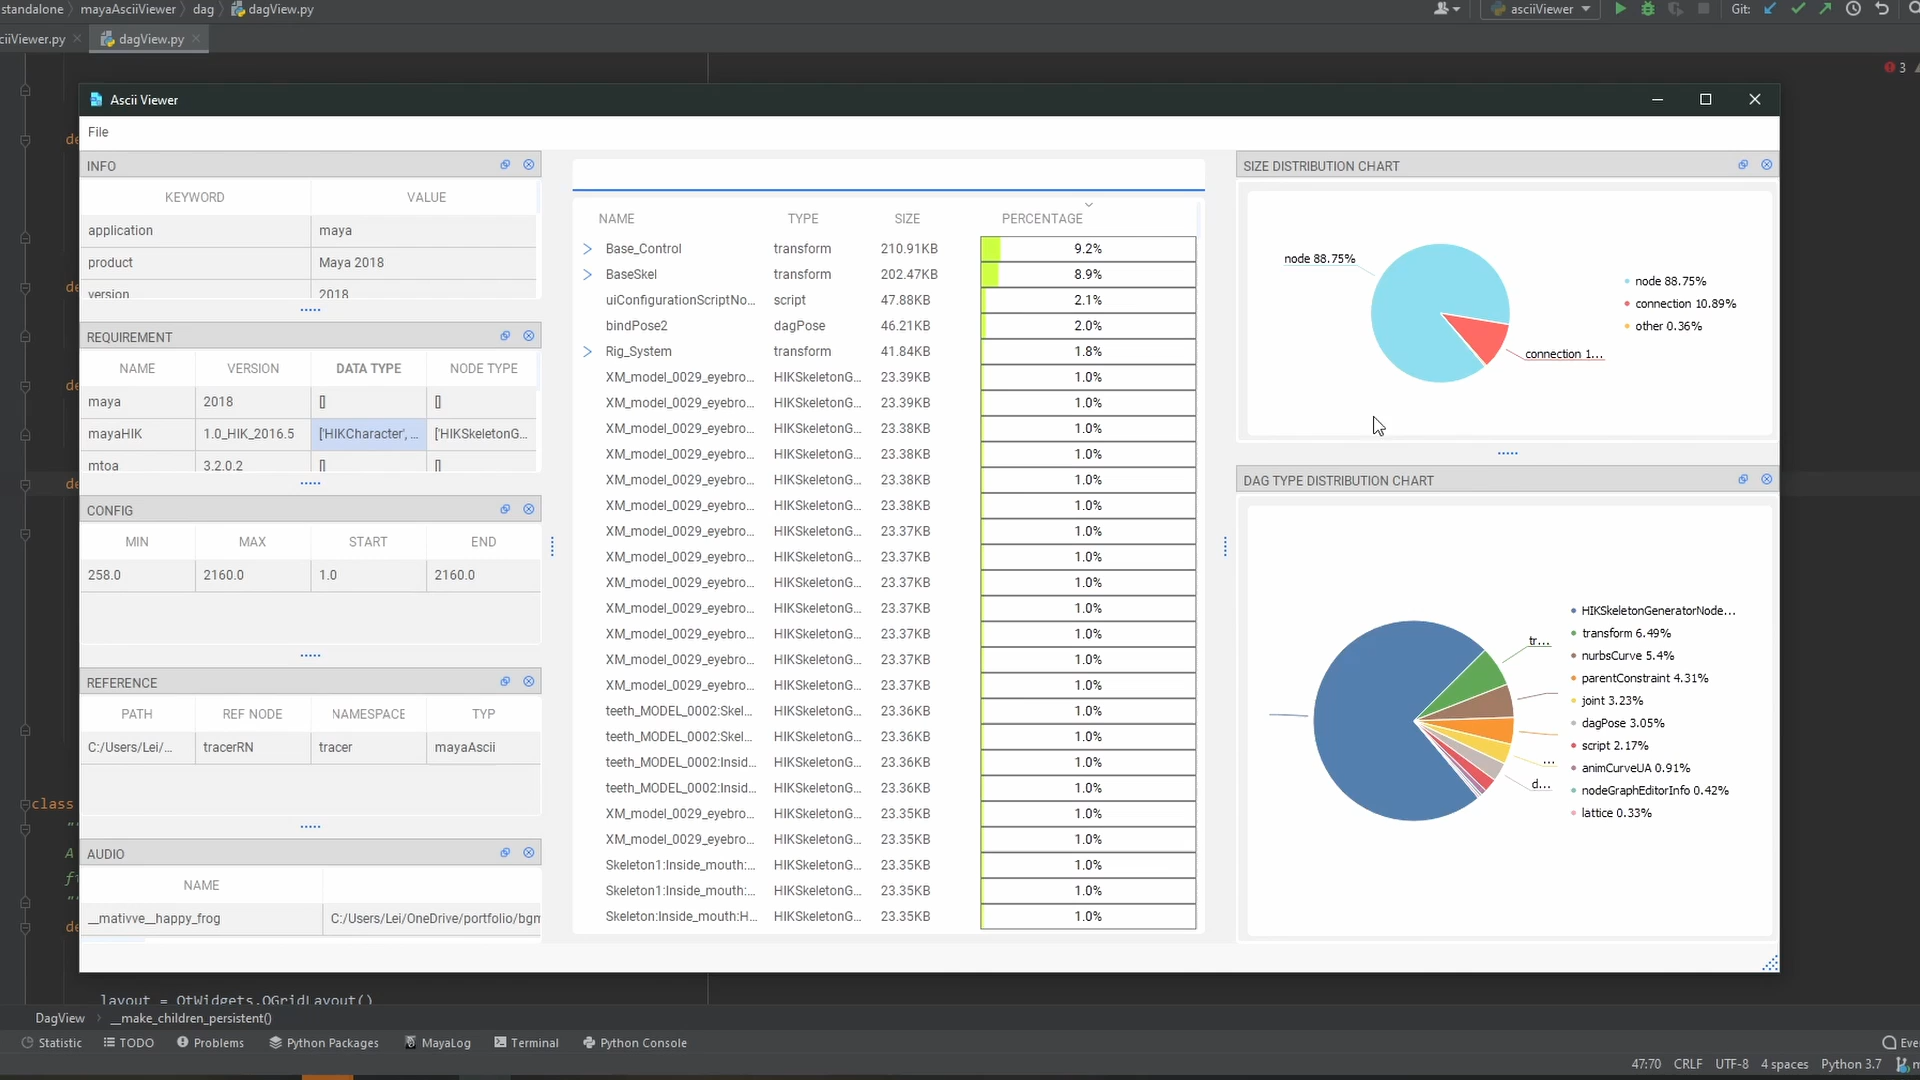 standalone mayaAsciiViewer dag dagView.py
asciiViewer Git:
ciiViewer.py dagView.py
3
Ascii Viewer
File
INFO
KEYWORD VALUE
application maya
product Maya 2018
version 2018
REQUIREMENT
NAME VERSION DATA TYPE NODE TYPE
maya 2018 [] []
mayaHIK 1.0_HIK_2016.5 ['HIKCharacter', ... ['HIKSkeletonG...
mtoa 3.2.0.2 [] []
CONFIG
MIN MAX START END
258.0 2160.0 1.0 2160.0
REFERENCE
PATH REF NODE NAMESPACE TYP
C:/Users/Lei/... tracerRN tracer mayaAscii
AUDIO
NAME
__mativve__happy_frog C:/Users/Lei/OneDrive/portfolio/bgm
NAME TYPE SIZE PERCENTAGE
Base_Control transform 210.91KB 9.2%
BaseSkel transform 202.47KB 8.9%
uiConfigurationScriptNo... script 47.88KB 2.1%
bindPose2 dagPose 46.21KB 2.0%
Rig_System transform 41.84KB 1.8%
XM_model_0029_eyebro... HIKSkeletonG... 23.39KB 1.0%
XM_model_0029_eyebro... HIKSkeletonG... 23.39KB 1.0%
XM_model_0029_eyebro... HIKSkeletonG... 23.38KB 1.0%
XM_model_0029_eyebro... HIKSkeletonG... 23.38KB 1.0%
XM_model_0029_eyebro... HIKSkeletonG... 23.38KB 1.0%
XM_model_0029_eyebro... HIKSkeletonG... 23.38KB 1.0%
XM_model_0029_eyebro... HIKSkeletonG... 23.37KB 1.0%
XM_model_0029_eyebro... HIKSkeletonG... 23.37KB 1.0%
XM_model_0029_eyebro... HIKSkeletonG... 23.37KB 1.0%
XM_model_0029_eyebro... HIKSkeletonG... 23.37KB 1.0%
XM_model_0029_eyebro... HIKSkeletonG... 23.37KB 1.0%
XM_model_0029_eyebro... HIKSkeletonG... 23.37KB 1.0%
XM_model_0029_eyebro... HIKSkeletonG... 23.37KB 1.0%
teeth_MODEL_0002:Skel... HIKSkeletonG... 23.36KB 1.0%
teeth_MODEL_0002:Skel... HIKSkeletonG... 23.36KB 1.0%
teeth_MODEL_0002:Insid... HIKSkeletonG... 23.36KB 1.0%
teeth_MODEL_0002:Insid... HIKSkeletonG... 23.36KB 1.0%
XM_model_0029_eyebro... HIKSkeletonG... 23.35KB 1.0%
XM_model_0029_eyebro... HIKSkeletonG... 23.35KB 1.0%
Skeleton1:Inside_mouth:... HIKSkeletonG... 23.35KB 1.0%
Skeleton1:Inside_mouth:... HIKSkeletonG... 23.35KB 1.0%
Skeleton:Inside_mouth:H... HIKSkeletonG... 23.35KB 1.0%
SIZE DISTRIBUTION CHART
node 88.75%
connection 1...
node 88.75%
connection 10.89%
other 0.36%
DAG TYPE DISTRIBUTION CHART
tr...
...
d...
HIKSkeletonGeneratorNode...
transform 6.49%
nurbsCurve 5.4%
parentConstraint 4.31%
joint 3.23%
dagPose 3.05%
script 2.17%
animCurveUA 0.91%
nodeGraphEditorInfo 0.42%
lattice 0.33%
de
de
de
de
class
""
A
f
""
de
layout = QtWidgets.QGridLayout()
DagView __make_children_persistent()
Statistic TODO Problems Python Packages MayaLog Terminal Python Console Eve
47:70 CRLF UTF-8 4 spaces Python 3.7